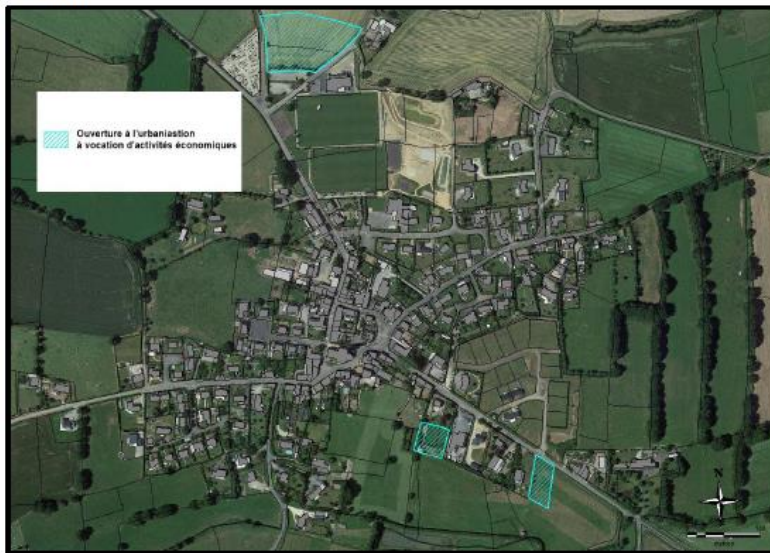 Ouverture à l'urbaniastion
à vocation d'activités économiques
N